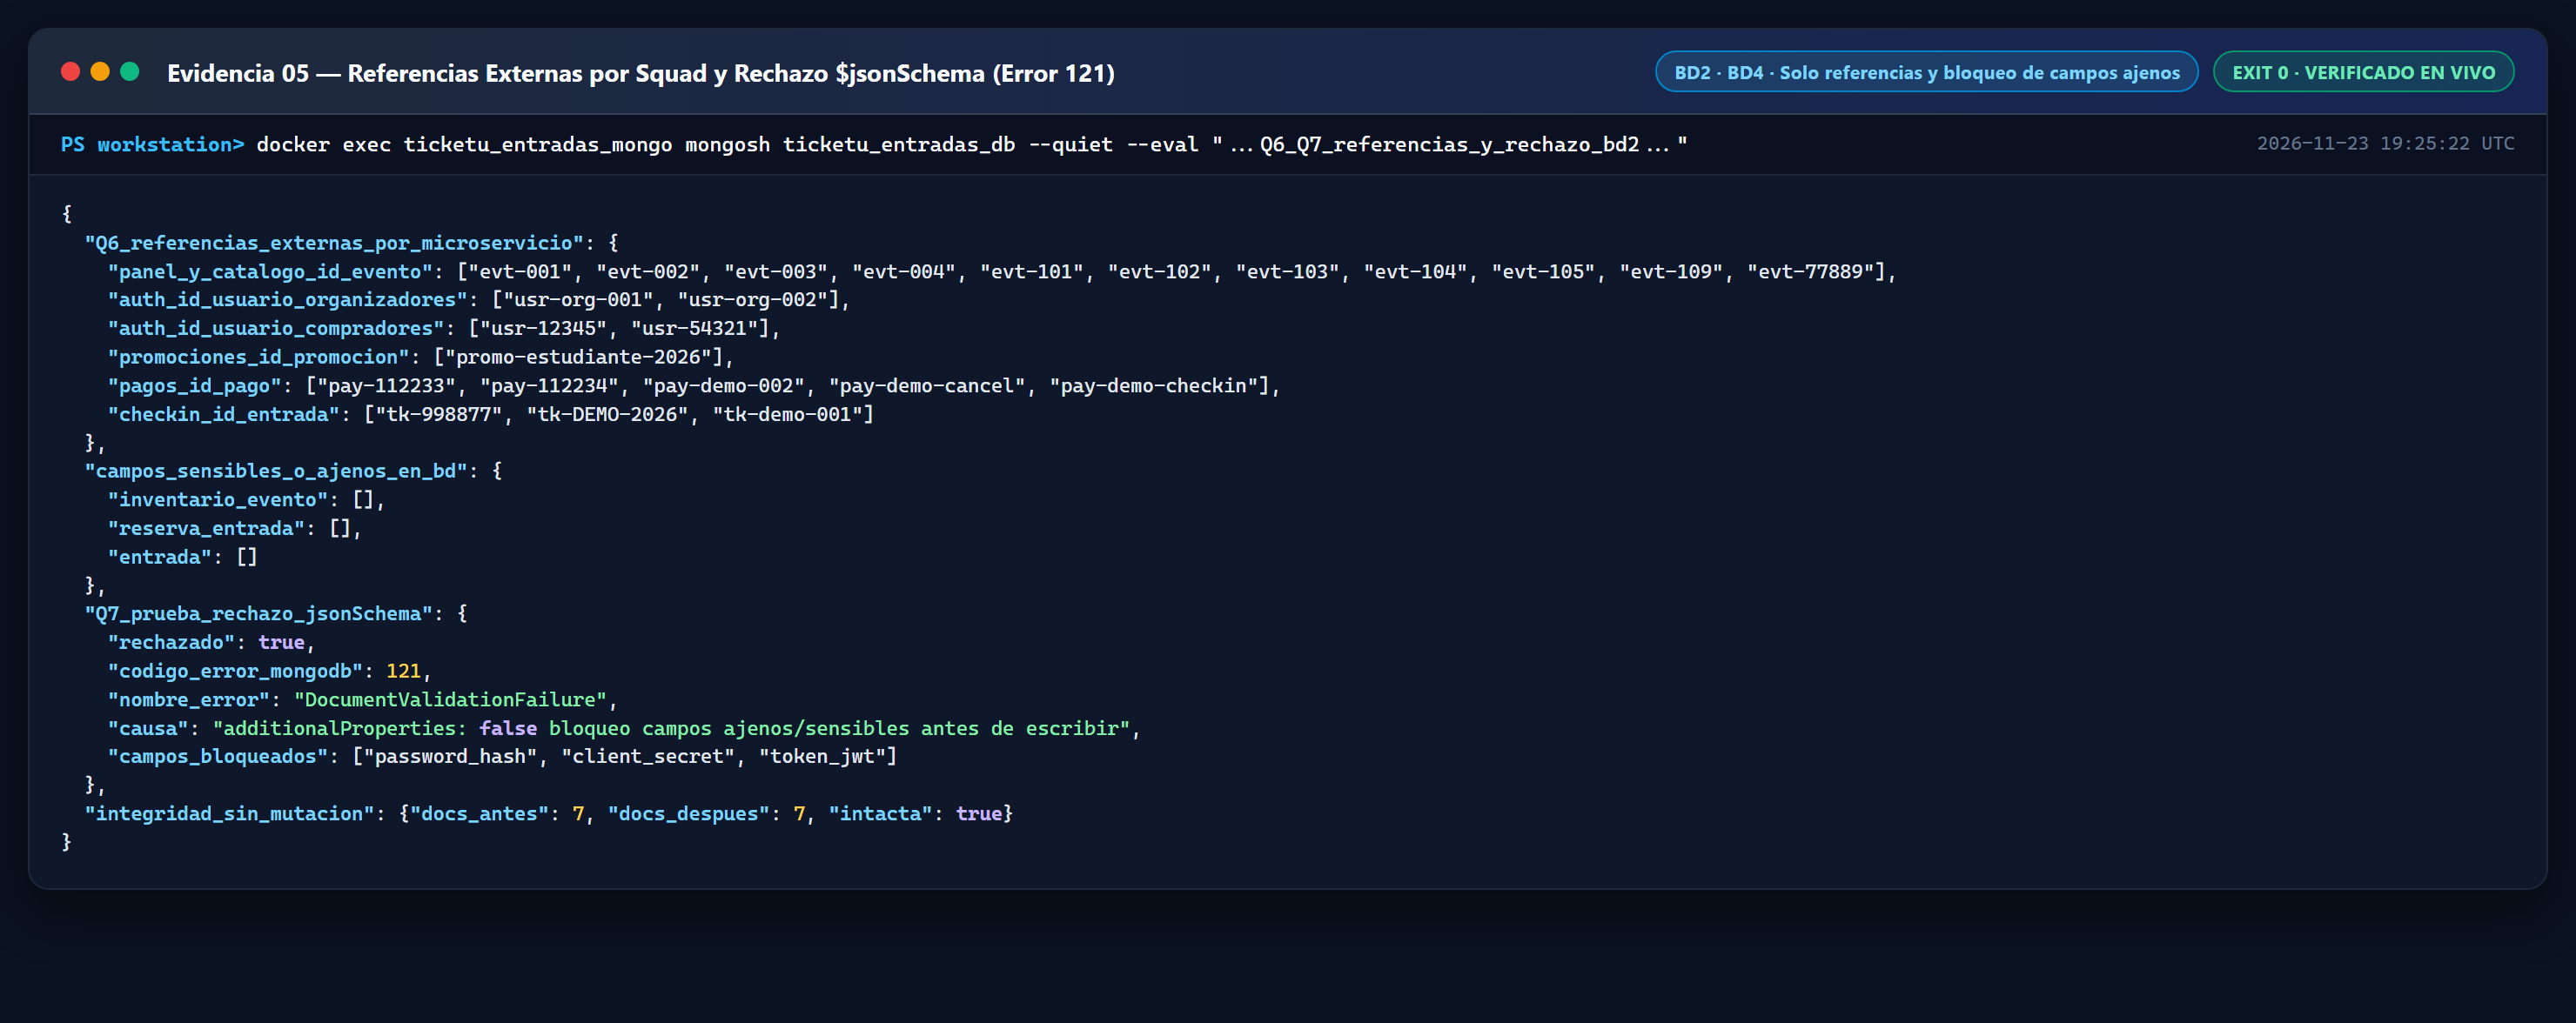 Evidencia 05 — Referencias Externas por Squad y Rechazo $jsonSchema (Error 121)
BD2 · BD4 · Solo referencias y bloqueo de campos ajenos
EXIT 0 · VERIFICADO EN VIVO
PS workstation> docker exec ticketu_entradas_mongo mongosh ticketu_entradas_db --quiet --eval "...Q6_Q7_referencias_y_rechazo_bd2..."
2026-11-23 19:25:22 UTC
{
  "Q6_referencias_externas_por_microservicio": {
    "panel_y_catalogo_id_evento": ["evt-001", "evt-002", "evt-003", "evt-004", "evt-101", "evt-102", "evt-103", "evt-104", "evt-105", "evt-109", "evt-77889"],
    "auth_id_usuario_organizadores": ["usr-org-001", "usr-org-002"],
    "auth_id_usuario_compradores": ["usr-12345", "usr-54321"],
    "promociones_id_promocion": ["promo-estudiante-2026"],
    "pagos_id_pago": ["pay-112233", "pay-112234", "pay-demo-002", "pay-demo-cancel", "pay-demo-checkin"],
    "checkin_id_entrada": ["tk-998877", "tk-DEMO-2026", "tk-demo-001"]
  },
  "campos_sensibles_o_ajenos_en_bd": {
    "inventario_evento": [],
    "reserva_entrada": [],
    "entrada": []
  },
  "Q7_prueba_rechazo_jsonSchema": {
    "rechazado": true,
    "codigo_error_mongodb": 121,
    "nombre_error": "DocumentValidationFailure",
    "causa": "additionalProperties: false bloqueo campos ajenos/sensibles antes de escribir",
    "campos_bloqueados": ["password_hash", "client_secret", "token_jwt"]
  },
  "integridad_sin_mutacion": {"docs_antes": 7, "docs_despues": 7, "intacta": true}
}